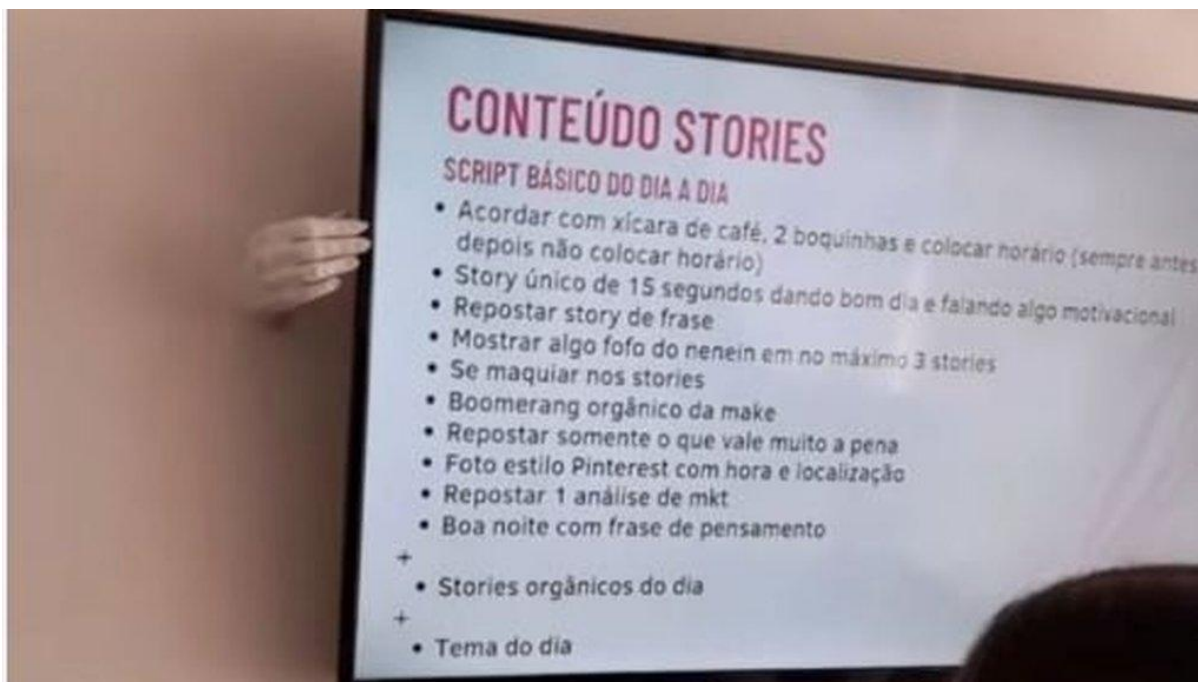 CONTEÚDO STORIES
SCRIPT BÁSICO DO DIA A DIA
• Acordar com xícara de café, 2 boquinhas e colocar horário (sempre antes
depois não colocar horário)
• Story único de 15 segundos dando bom dia e falando algo motivacional
• Repostar story de frase
• Mostrar algo fofo do nenein em no máximo 3 stories
• Se maquiar nos stories
• Boomerang orgânico da make
• Repostar somente o que vale muito a pena
• Foto estilo Pinterest com hora e localização
• Repostar 1 análise de mkt
• Boa noite com frase de pensamento
+
• Stories orgânicos do dia
+
• Tema do dia